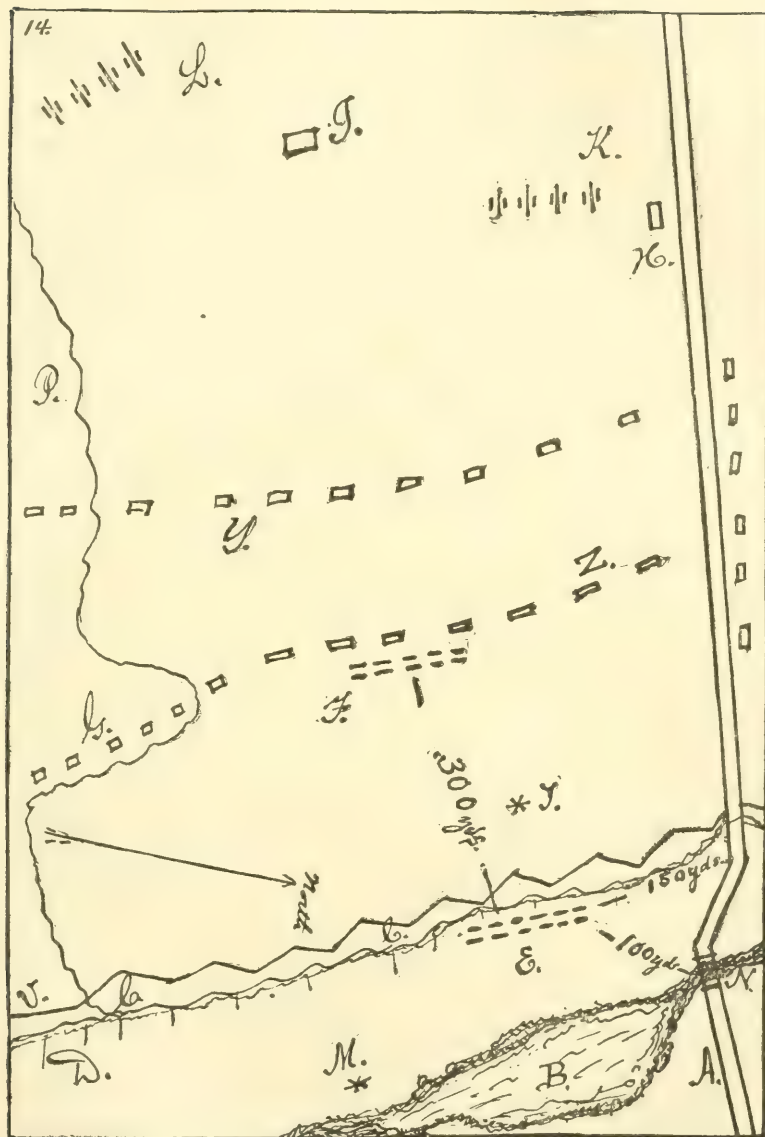 14.
L.
J.
K.
H.
P.
Y.
Z.
F.
G.
300 yds.
North
150 yds.
C.
E.
100 yds.
V.
C.
N.
D.
M.
B.
A.